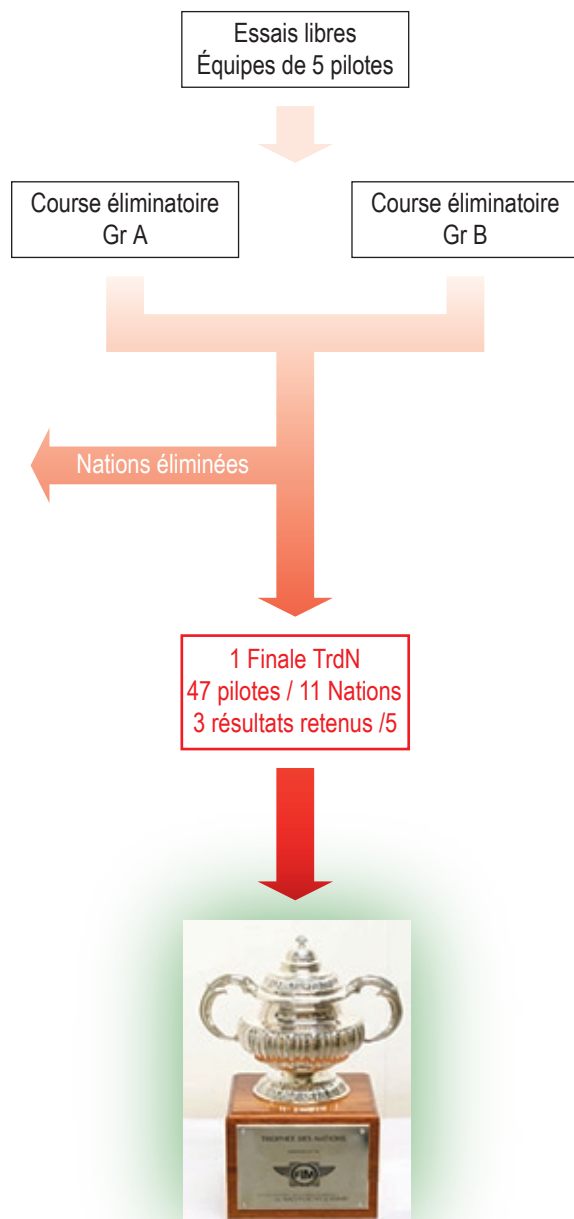 Essais libres
Équipes de 5 pilotes
Course éliminatoire
Gr A
Course éliminatoire
Gr B
Nations éliminées
1 Finale TrdN
47 pilotes / 11 Nations
3 résultats retenus /5
TROPHEE DES NATIONS
FIM